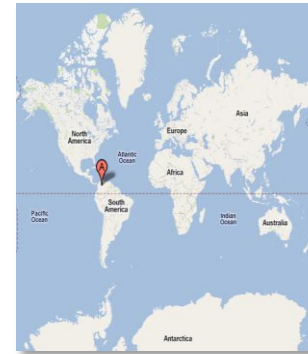 Asia
North
America
Europe
Atlantic
Ocean
A
Africa
South
America
Pacific
Ocean
Indian
Ocean
Australia
Antarctica